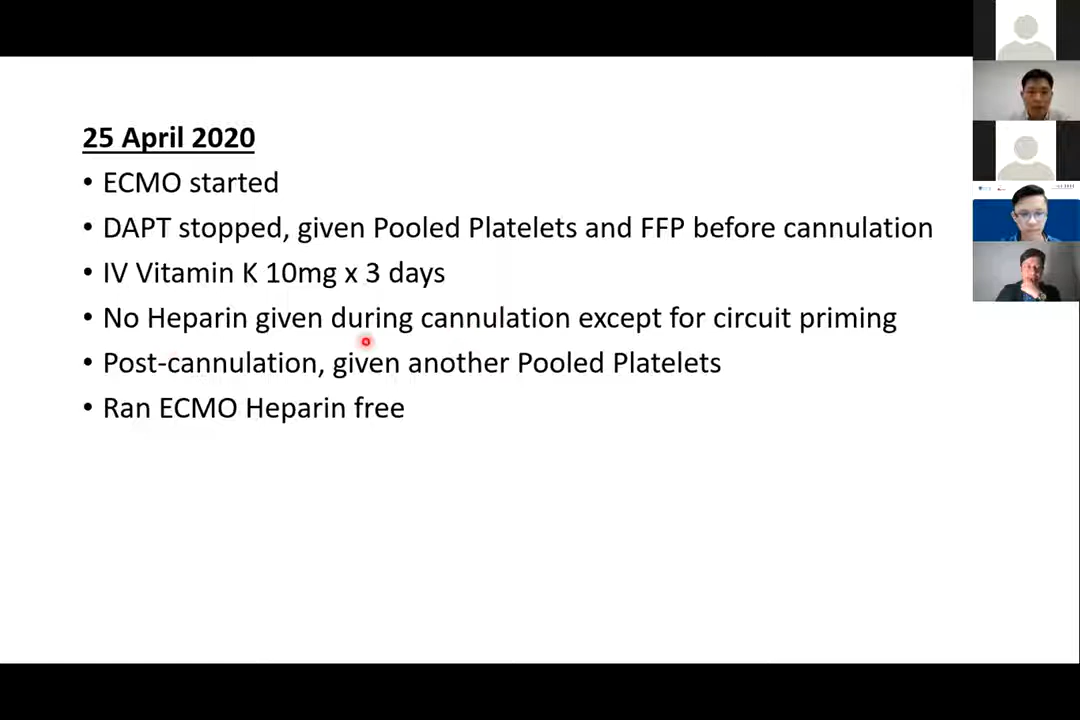 25 April 2020
• ECMO started
• DAPT stopped, given Pooled Platelets and FFP before cannulation
• IV Vitamin K 10mg x 3 days
• No Heparin given during cannulation except for circuit priming
• Post-cannulation, given another Pooled Platelets
• Ran ECMO Heparin free